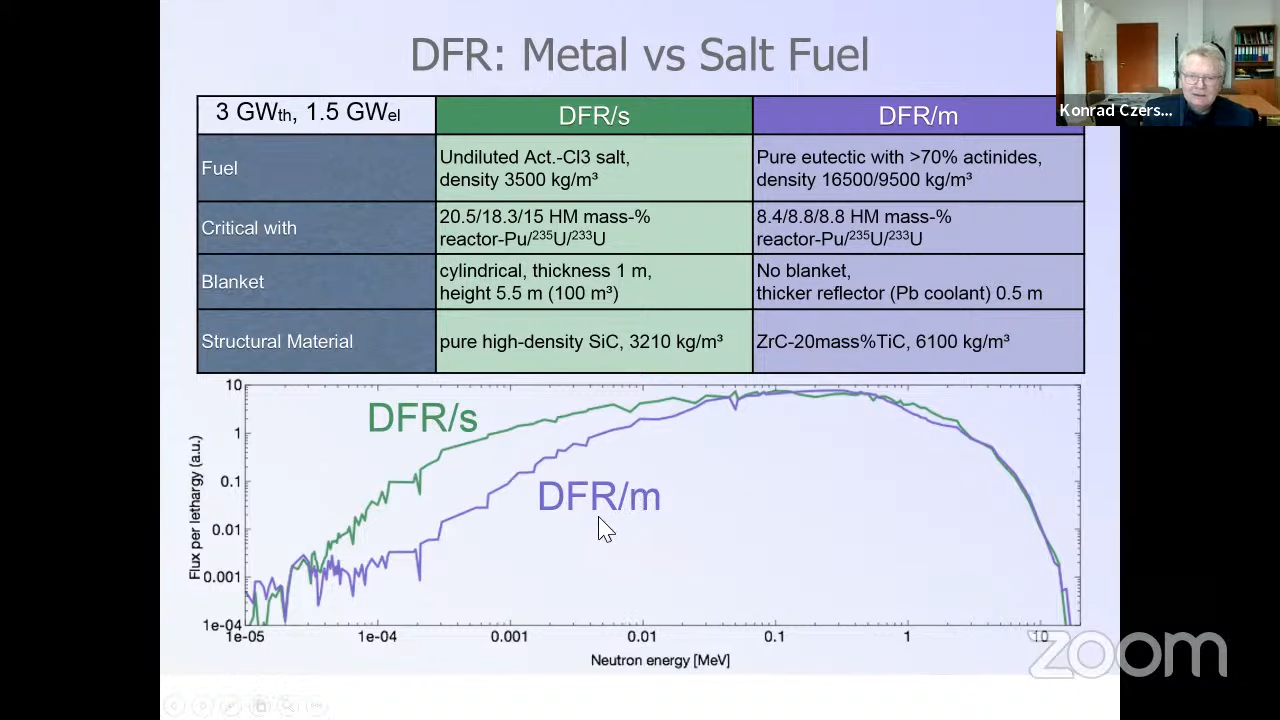 DFR: Metal vs Salt Fuel
Konrad Czers...
3 GWth, 1.5 GWel
DFR/s
DFR/m
Fuel
Undiluted Act.-Cl3 salt,
density 3500 kg/m³
Pure eutectic with >70% actinides,
density 16500/9500 kg/m³
Critical with
20.5/18.3/15 HM mass-%
reactor-Pu/²³⁵U/²³³U
8.4/8.8/8.8 HM mass-%
reactor-Pu/²³⁵U/²³³U
Blanket
cylindrical, thickness 1 m,
height 5.5 m (100 m³)
No blanket,
thicker reflector (Pb coolant) 0.5 m
Structural Material
pure high-density SiC, 3210 kg/m³
ZrC-20mass%TiC, 6100 kg/m³
Flux per lethargy (a.u.)
10
1
0.1
0.01
0.001
1e-04
DFR/s
DFR/m
1e-05
1e-04
0.001
0.01
0.1
1
10
Neutron energy [MeV]
zoom